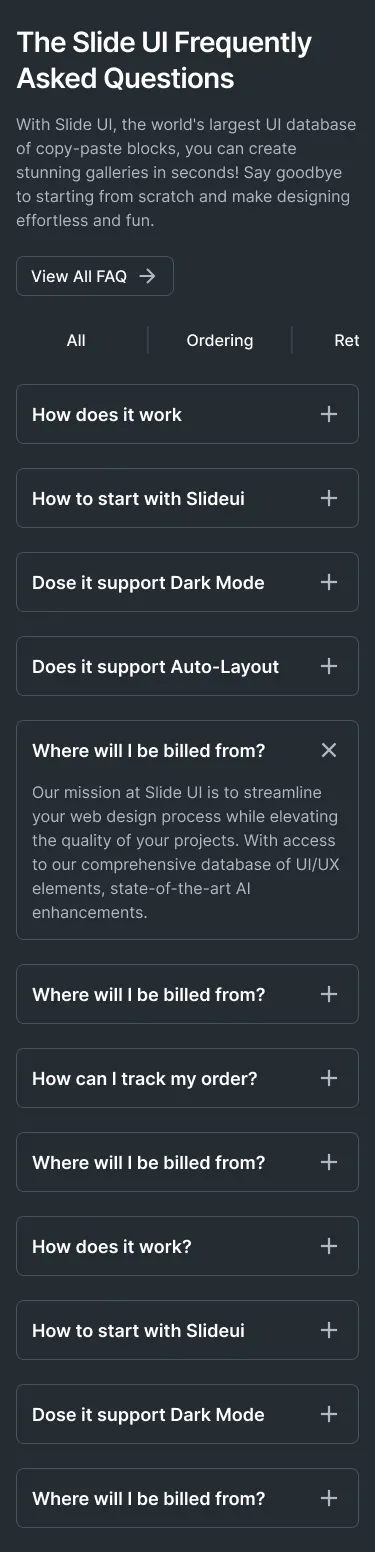 The Slide UI Frequently
Asked Questions
With Slide UI, the world's largest UI database
of copy-paste blocks, you can create
stunning galleries in seconds! Say goodbye
to starting from scratch and make designing
effortless and fun.
View All FAQ
All
Ordering
Ret
How does it work
How to start with Slideui
Dose it support Dark Mode
Does it support Auto-Layout
Where will I be billed from?
Our mission at Slide UI is to streamline
your web design process while elevating
the quality of your projects. With access
to our comprehensive database of UI/UX
elements, state-of-the-art AI
enhancements.
Where will I be billed from?
How can I track my order?
Where will I be billed from?
How does it work?
How to start with Slideui
Dose it support Dark Mode
Where will I be billed from?